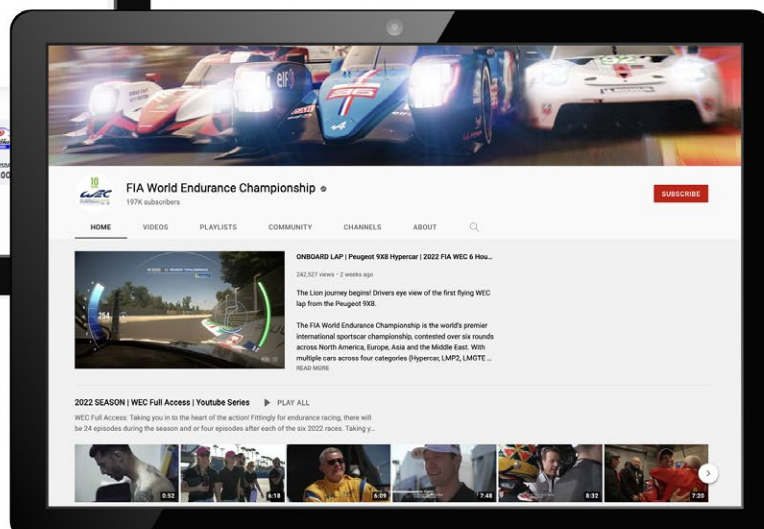 elf
36
92
10
WEC
FIA World Endurance Championship
197K subscribers
SUBSCRIBE
HOME VIDEOS PLAYLISTS COMMUNITY CHANNELS ABOUT
ONBOARD LAP | Peugeot 9X8 Hypercar | 2022 FIA WEC 6 Hou...
242,527 views • 2 weeks ago
The Lion journey begins! Drivers eye view of the first flying WEC
lap from the Peugeot 9X8.
The FIA World Endurance Championship is the world's premier
international sportscar championship, contested over six rounds
across North America, Europe, Asia and the Middle East. With
multiple cars across four categories (Hypercar, LMP2, LMGTE ...
READ MORE
254
2022 SEASON | WEC Full Access | Youtube Series PLAY ALL
WEC Full Access: Taking you in to the heart of the action! Fittingly for endurance racing, there will
be 24 episodes during the season and or four episodes after each of the six 2022 races. Taking y...
0:52 6:18 6:09 7:48 8:32 7:20